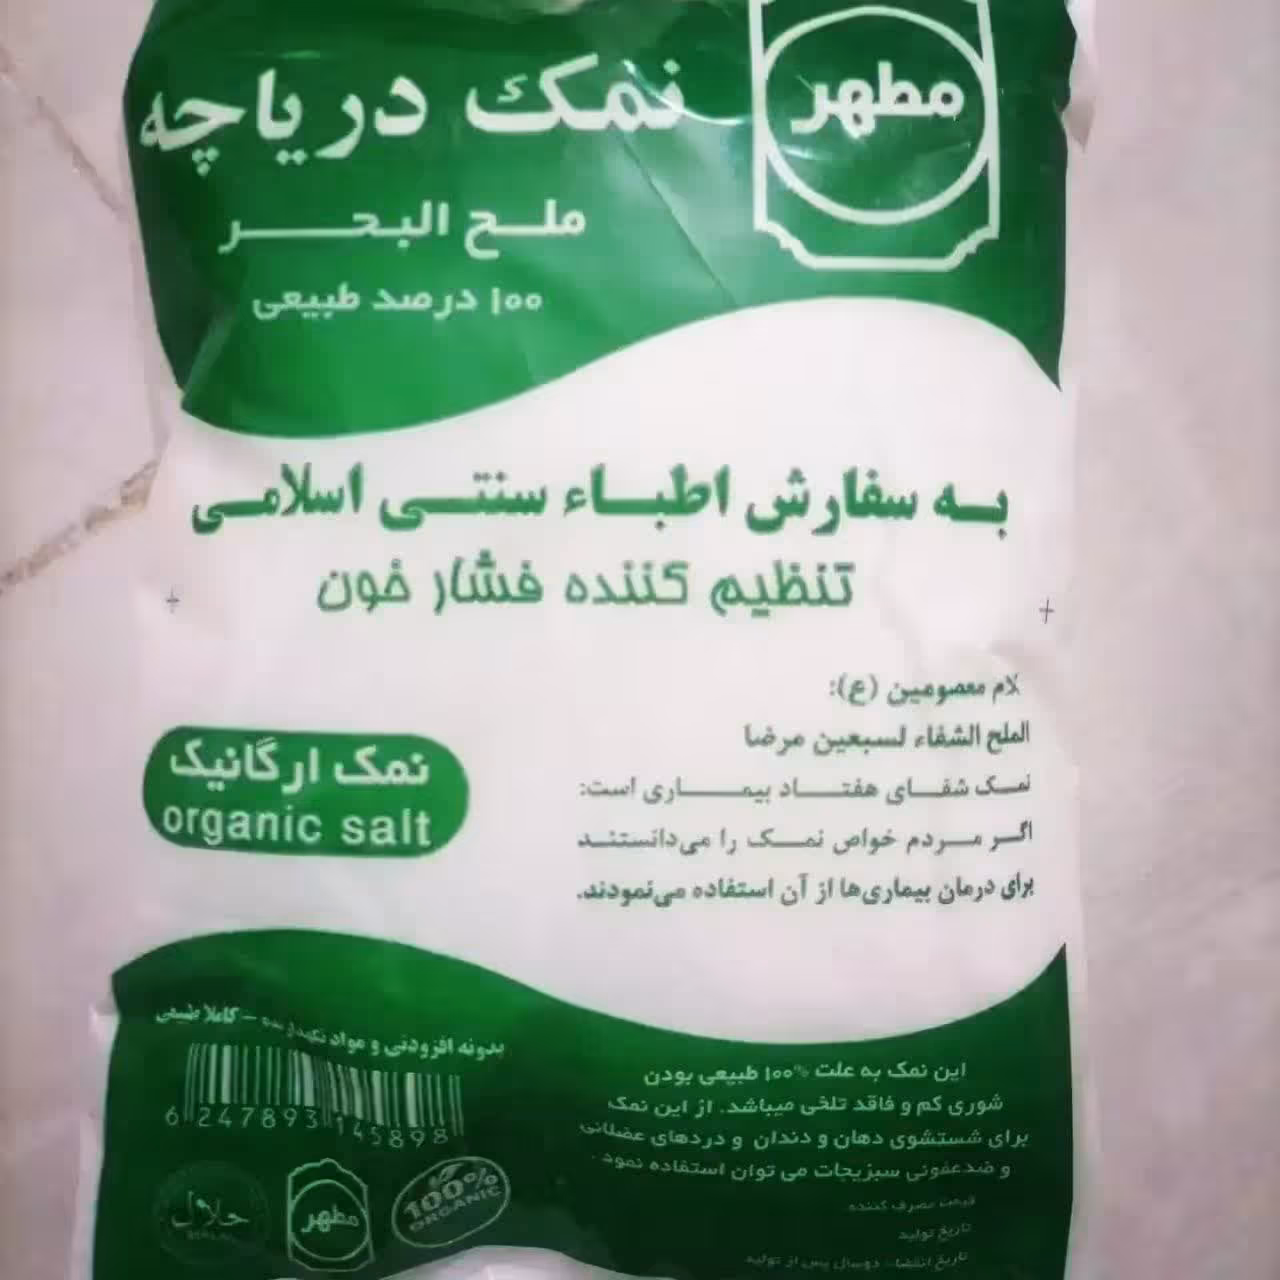 مطهر
نمک دریاچه
ملح البحر
۱۰۰ درصد طبیعی
به سفارش اطباء سنتی اسلامی
تنظیم کننده فشار خون
لام معصومین (ع):
الملح الشفاء لسبعین مرضا
نمک شفای هفتاد بیماری است:
اگر مردم خواص نمک را می‌دانستند
برای درمان بیماری‌ها از آن استفاده می‌نمودند.
نمک ارگانیک
organic salt
بدونه افزودنی و مواد نگهدارنده – کاملا طبیعی
6 247893 145898
این نمک به علت ۱۰۰% طبیعی بودن
شوری کم و فاقد تلخی میباشد. از این نمک
برای شستشوی دهان و دندان و دردهای عضلانی
و ضدعفونی سبزیجات می توان استفاده نمود.
قیمت مصرف کننده
تاریخ تولید
تاریخ انقضا: دوسال پس از تولید
حلال
مطهر
100%
ORGANIC